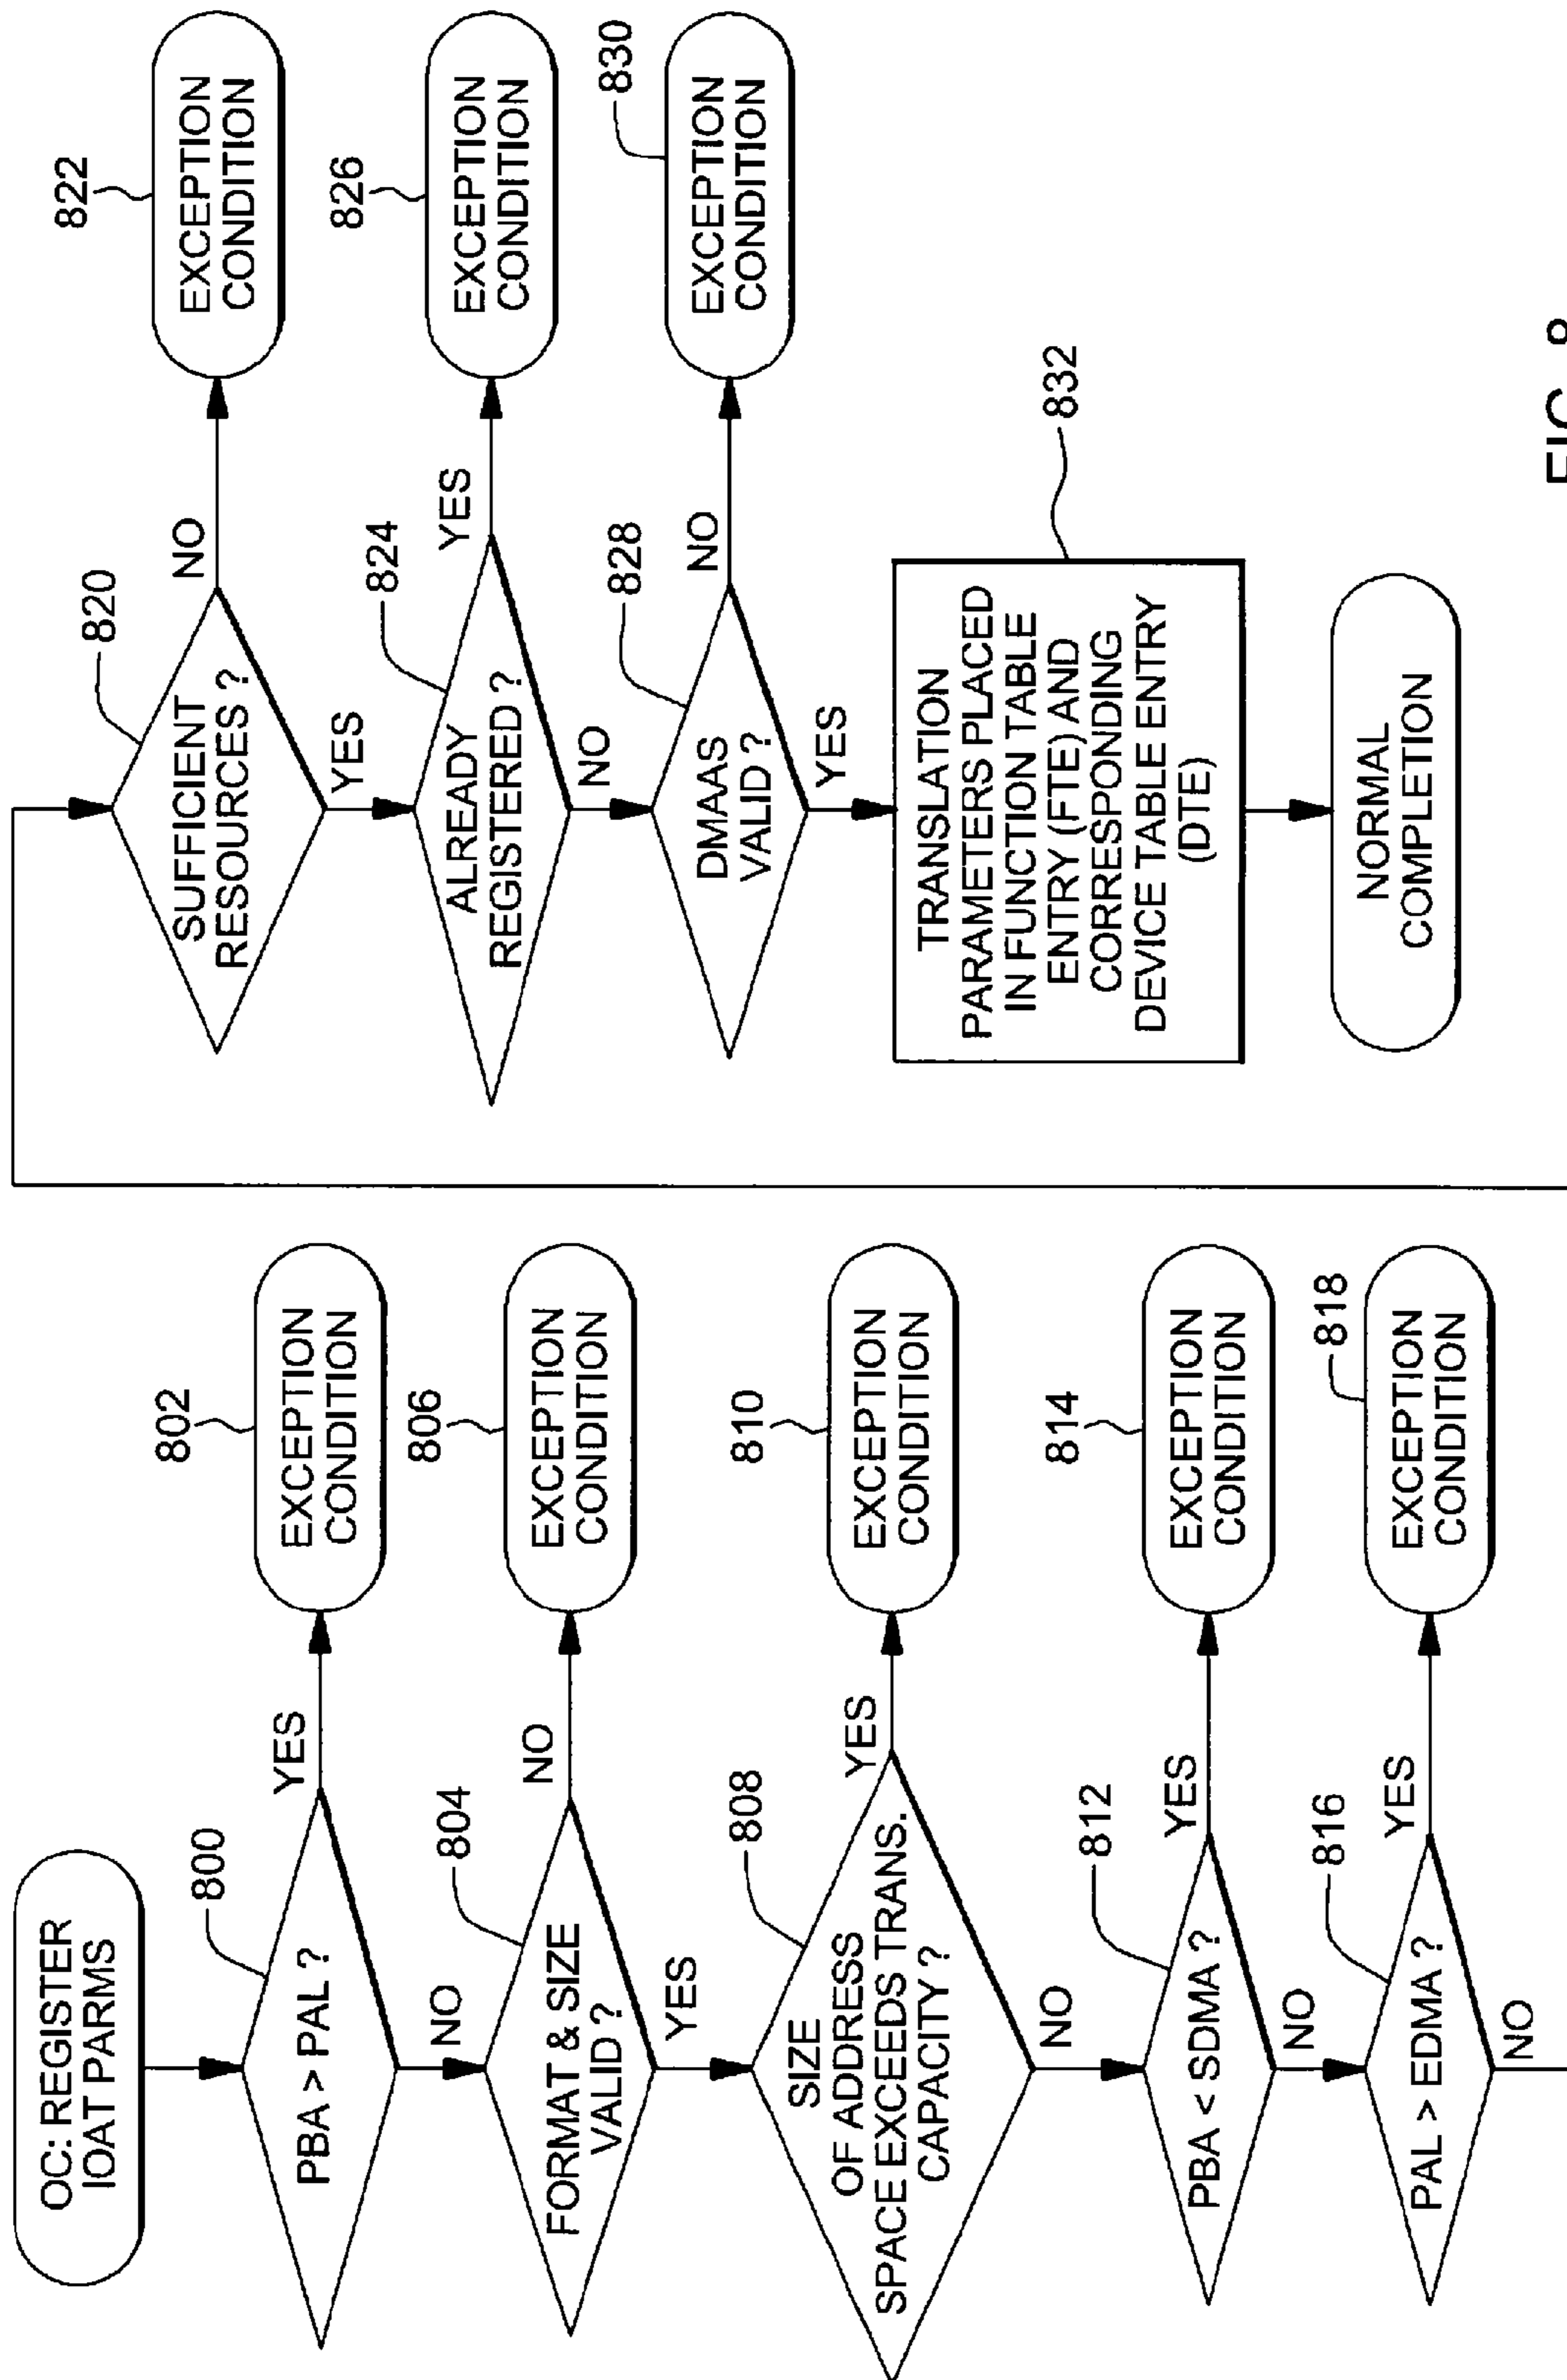 OC: REGISTER
IOAT PARMS
800
PBA > PAL ?
YES
802
EXCEPTION
CONDITION
NO
804
FORMAT & SIZE
VALID ?
NO
806
EXCEPTION
CONDITION
YES
808
SIZE
OF ADDRESS
SPACE EXCEEDS TRANS.
CAPACITY ?
YES
810
EXCEPTION
CONDITION
NO
812
PBA < SDMA ?
YES
814
EXCEPTION
CONDITION
NO
816
PAL > EDMA ?
YES
818
EXCEPTION
CONDITION
NO
820
SUFFICIENT
RESOURCES ?
NO
822
EXCEPTION
CONDITION
YES
824
ALREADY
REGISTERED ?
YES
826
EXCEPTION
CONDITION
NO
828
DMAAS
VALID ?
NO
830
EXCEPTION
CONDITION
YES
832
TRANSLATION
PARAMETERS PLACED
IN FUNCTION TABLE
ENTRY (FTE) AND
CORRESPONDING
DEVICE TABLE ENTRY
(DTE)
NORMAL
COMPLETION
FIG. 8